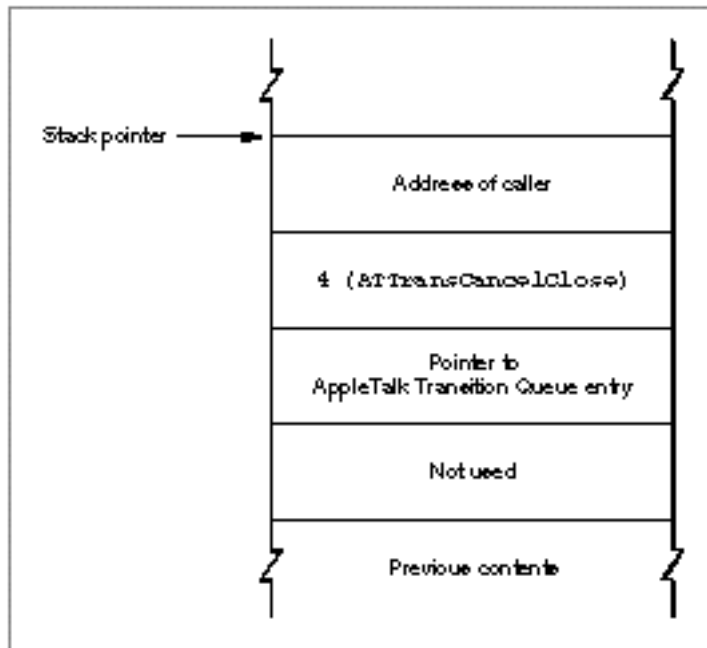 Stack pointer
Address of caller
4 (ATTransCancelClose)
Pointer to
AppleTalk Transition Queue entry
Not used
Previous contents